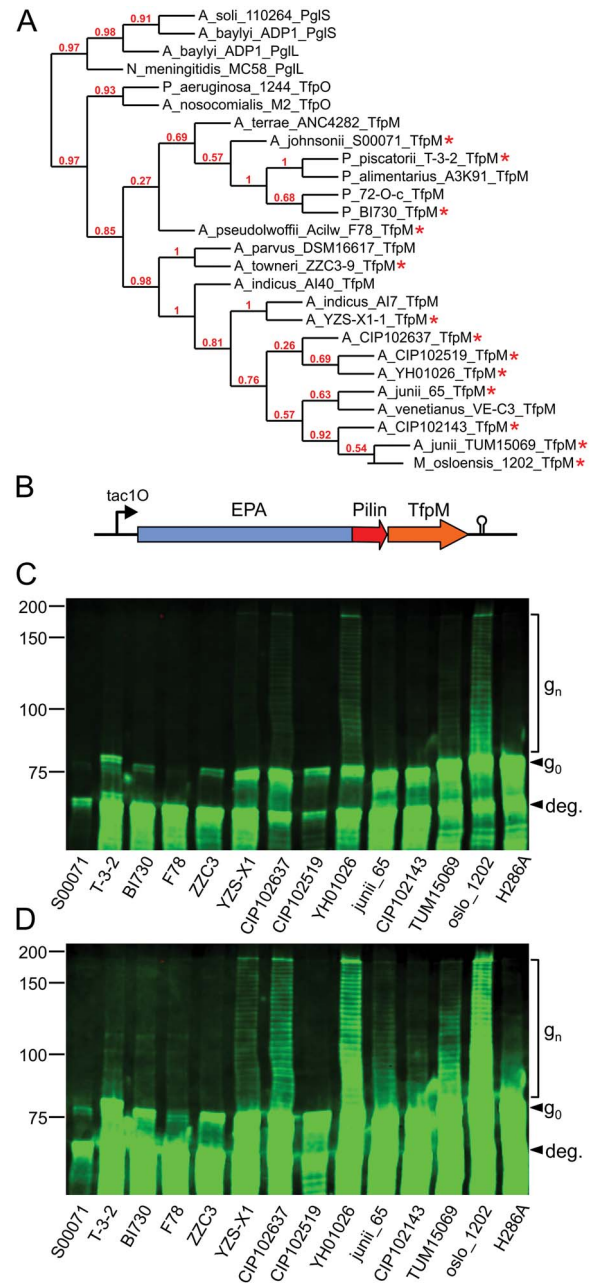 A
A_soli_110264_PglS
A_baylyi_ADP1_PglS
A_baylyi_ADP1_PglL
N_meningitidis_MC58_PglL
P_aeruginosa_1244_TfpO
A_nosocomialis_M2_TfpO
A_terrae_ANC4282_TfpM
A_johnsonii_S00071_TfpM*
P_piscatorii_T-3-2_TfpM*
P_alimentarius_A3K91_TfpM
P_72-O-c_TfpM
P_BI730_TfpM*
A_pseudolwoffii_Acilw_F78_TfpM*
A_parvus_DSM16617_TfpM
A_towneri_ZZC3-9_TfpM*
A_indicus_AI40_TfpM
A_indicus_AI7_TfpM
A_YZS-X1-1_TfpM*
A_CIP102637_TfpM*
A_CIP102519_TfpM*
A_YH01026_TfpM*
A_junii_65_TfpM*
A_venetianus_VE-C3_TfpM
A_CIP102143_TfpM*
A_junii_TUM15069_TfpM*
M_osloensis_1202_TfpM*
0.91
0.98
0.97
0.93
0.97
0.69
0.57
1
1
0.68
0.27
0.85
1
0.98
1
1
0.81
0.26
0.69
0.76
0.63
0.57
0.92
0.54
B
tac1O
EPA
Pilin
TfpM
C
200
150
100
75
gn
g0
deg.
S00071
T-3-2
BI730
F78
ZZC3
YZS-X1
CIP102637
CIP102519
YH01026
junii_65
CIP102143
TUM15069
oslo_1202
H286A
D
200
150
100
75
gn
g0
deg.
S00071
T-3-2
BI730
F78
ZZC3
YZS-X1
CIP102637
CIP102519
YH01026
junii_65
CIP102143
TUM15069
oslo_1202
H286A